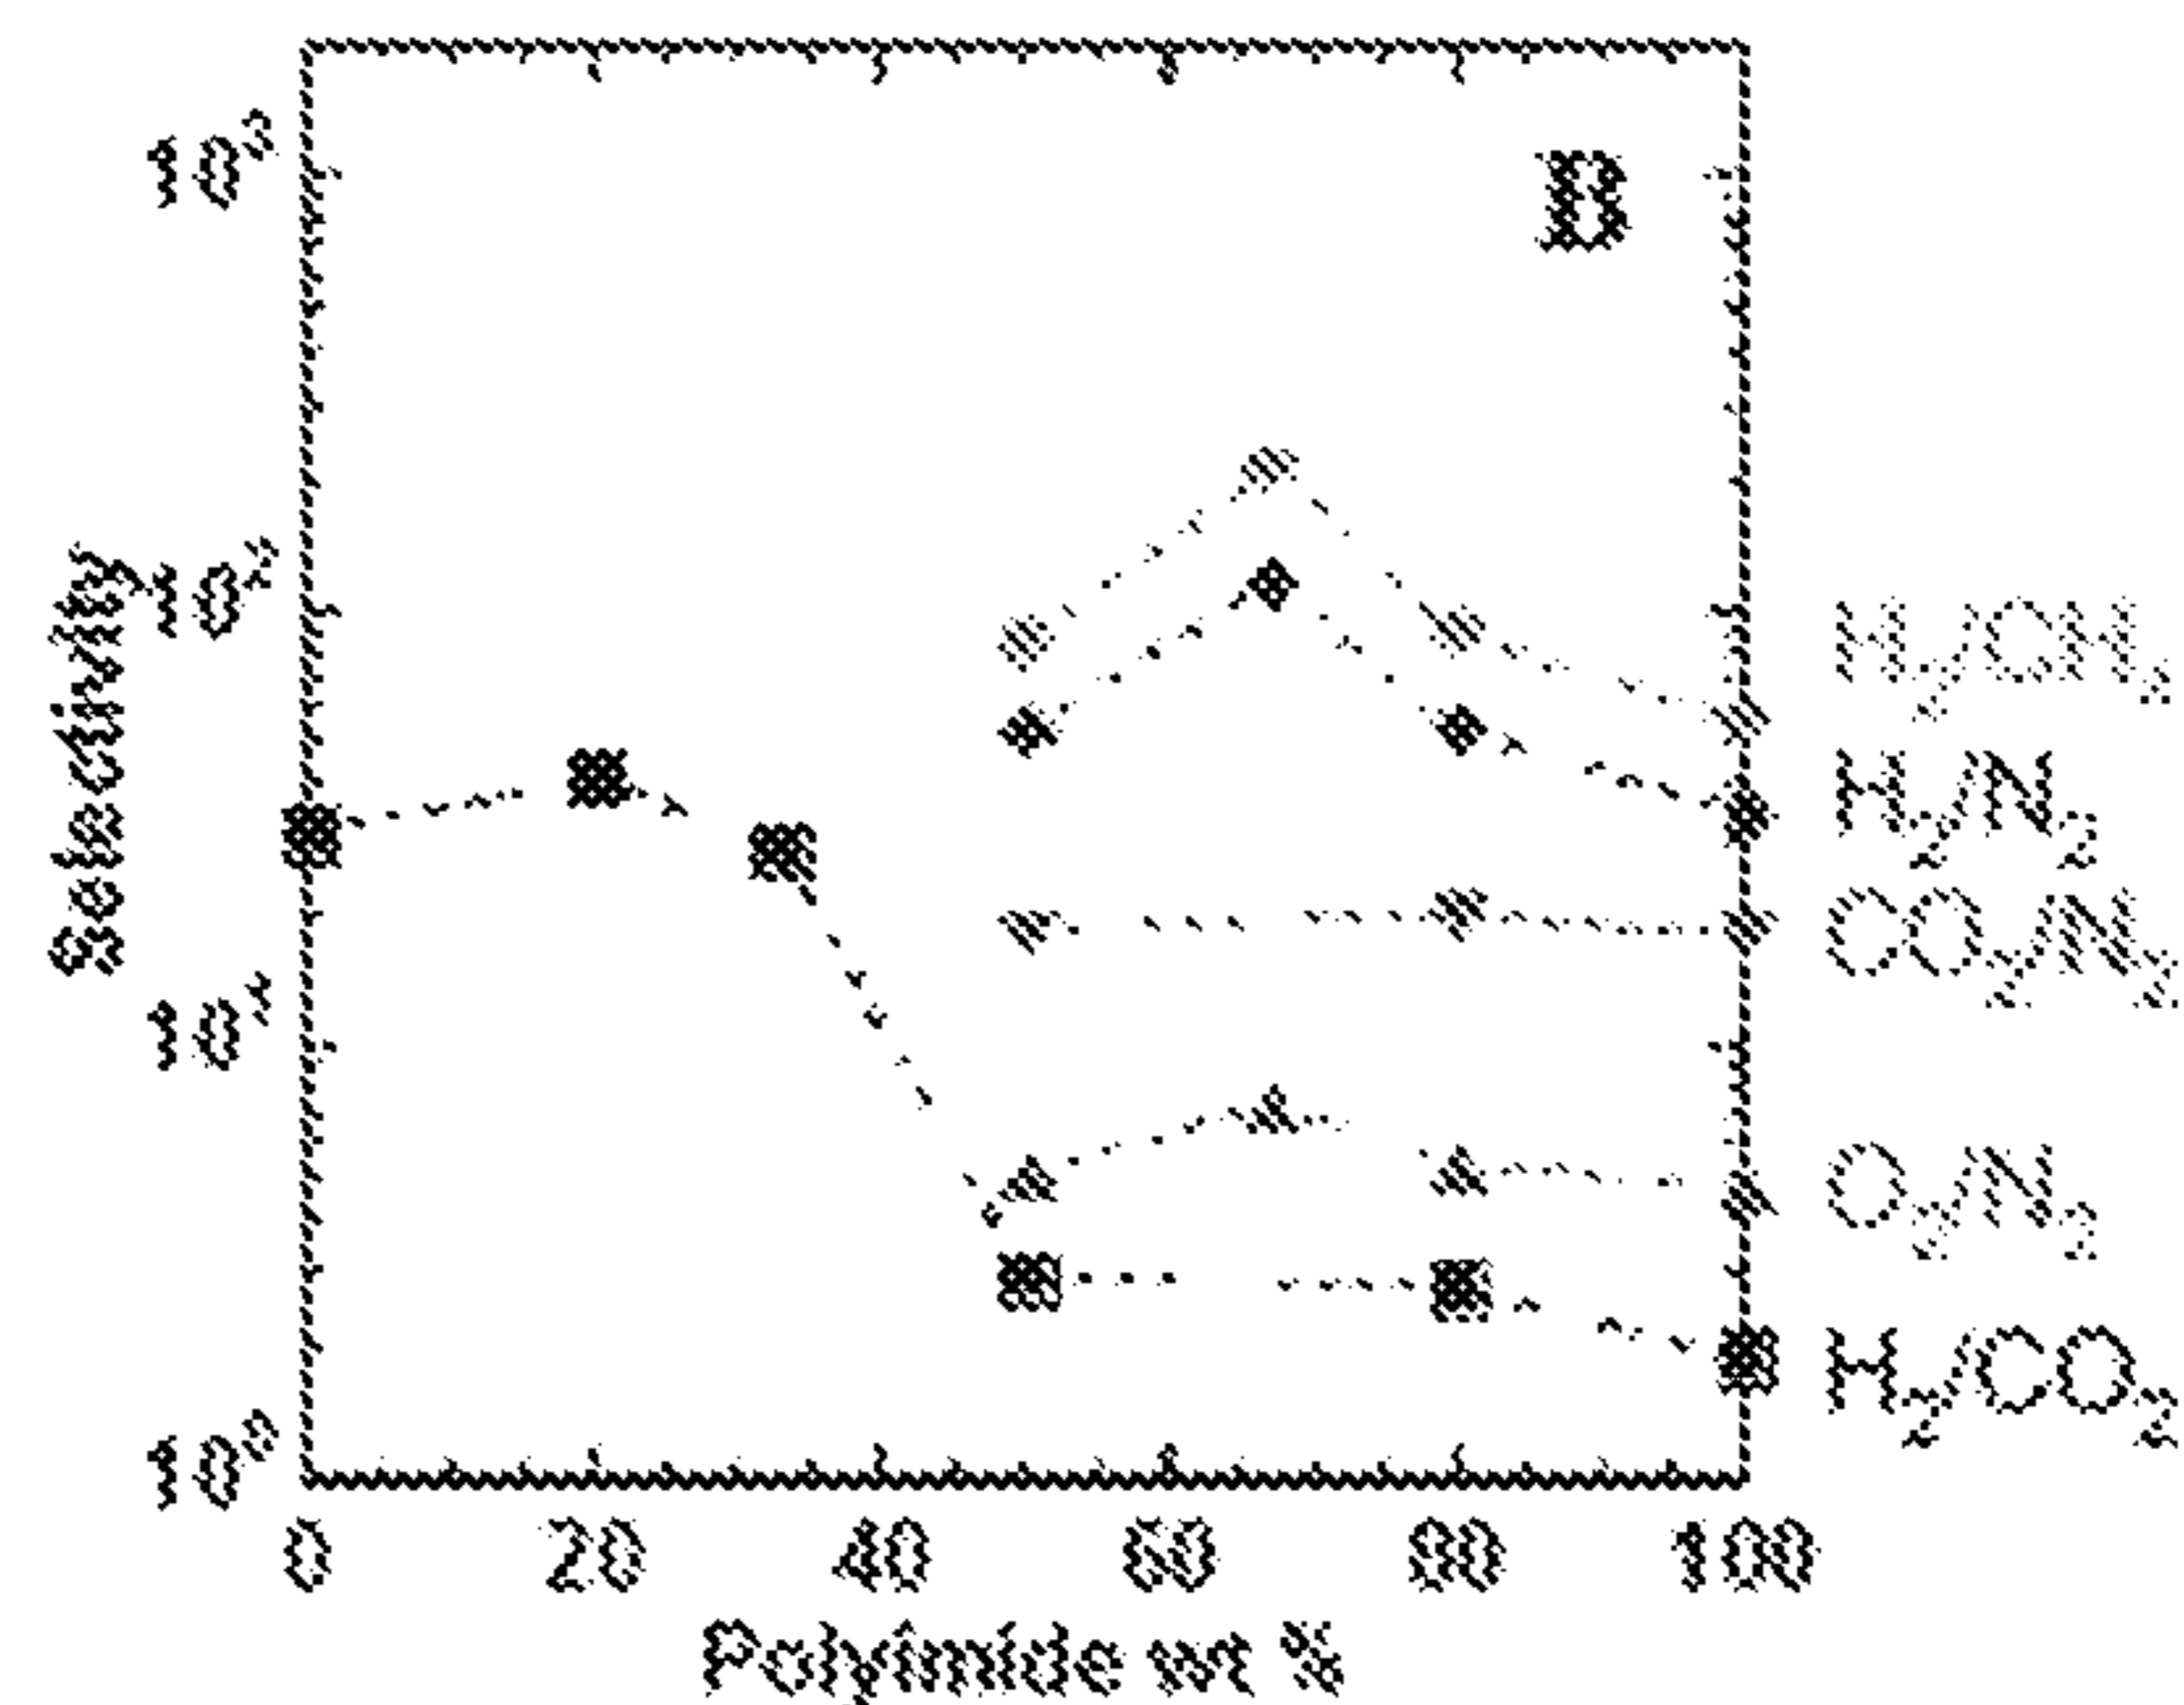 10³
D
10²
Selectivity
H₂/CH₄
H₂/N₂
CO₂/N₂
10¹
O₂/N₂
H₂/CO₂
10⁰
0 20 40 60 80 100
Polyimide wt %